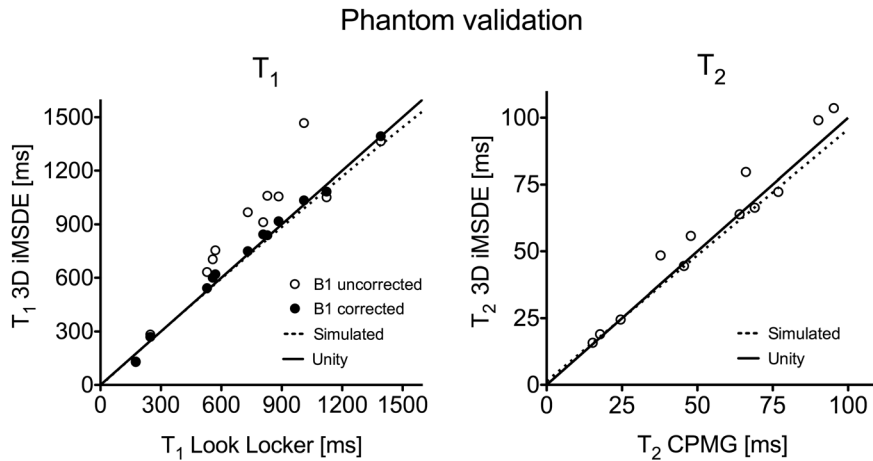 Phantom validation
T1
T1 3D iMSDE [ms]
1500
1200
900
600
300
0
B1 uncorrected
B1 corrected
Simulated
Unity
0 300 600 900 1200 1500
T1 Look Locker [ms]
T2
T2 3D iMSDE [ms]
100
75
50
25
0
Simulated
Unity
0 25 50 75 100
T2 CPMG [ms]